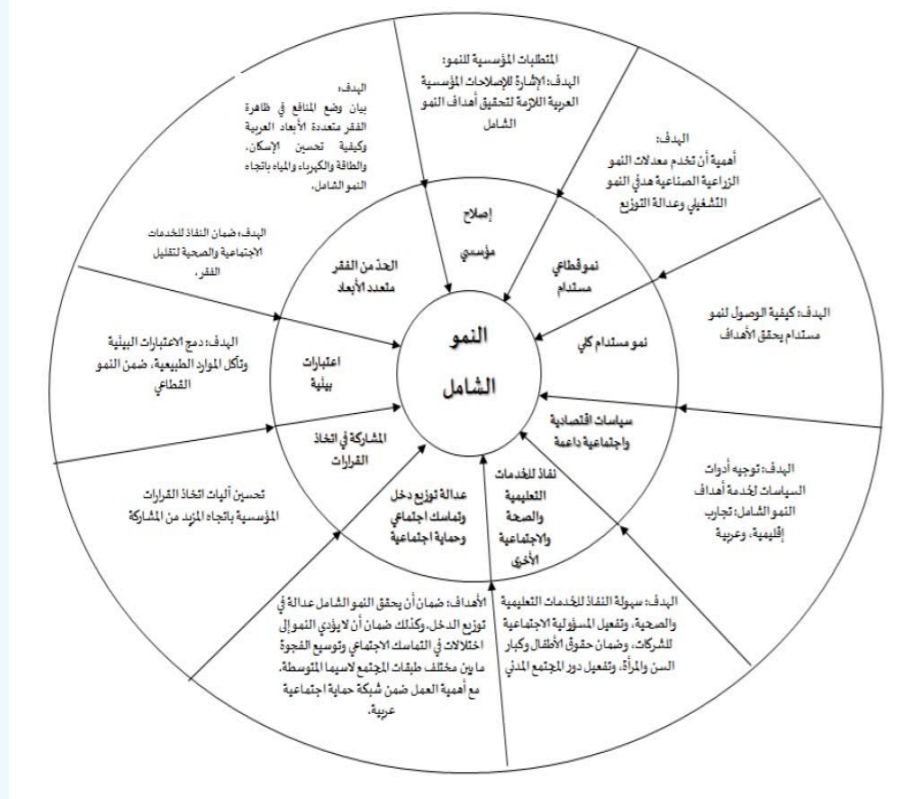 المتطلبات المؤسسية للنمو:
الهدف: الإشارة للإصلاحات المؤسسية
العربية اللازمة لتحقيق أهداف النمو
الشامل
الهدف:
أهمية أن تخدم معدلات النمو
الزراعية الصناعية هدفي النمو
التشغيلي وعدالة التوزيع
الهدف: كيفية الوصول لنمو
مستدام يحقق الأهداف
الهدف: توجيه أدوات
السياسات لخدمة أهداف
النمو الشامل: تجارب
إقليمية، وعربية
الهدف: سهولة النفاذ للخدمات التعليمية
والصحية، وتفعيل المسؤولية الاجتماعية
للشركات، وضمان حقوق الأطفال وكبار
السن والمرأة، وتفعيل دور المجتمع المدني
الأهداف: ضمان أن يحقق النمو الشامل عدالة في
توزيع الدخل، وكذلك ضمان أن لا يؤدي النمو إلى
اختلالات في التماسك الاجتماعي وتوسيع الفجوة
ما بين مختلف طبقات المجتمع لاسيما المتوسطة.
مع أهمية العمل ضمن شبكة حماية اجتماعية
عربية.
تحسين آليات اتخاذ القرارات
المؤسسية باتجاه المزيد من المشاركة
الهدف: دمج الاعتبارات البيئية
وتأكل الموارد الطبيعية، ضمن النمو
القطاعي
الهدف: ضمان النفاذ للخدمات
الاجتماعية والصحية لتقليل
الفقر.
الهدف:
بيان وضع المنافع في ظاهرة
الفقر متعددة الأبعاد العربية
وكيفية تحسين الإسكان،
والطاقة والكهرباء والمياه باتجاه
النمو الشامل.
إصلاح
مؤسسي
نمو قطاعي
مستدام
نمو مستدام كلي
سياسات اقتصادية
واجتماعية داعمة
نفاذ للخدمات
التعليمية
والصحة
والاجتماعية
الأخرى
عدالة توزيع دخل
وتماسك اجتماعي
وحماية اجتماعية
المشاركة في اتخاذ
القرارات
اعتبارات
بيئية
الحد من الفقر
متعدد الأبعاد
النمو
الشامل